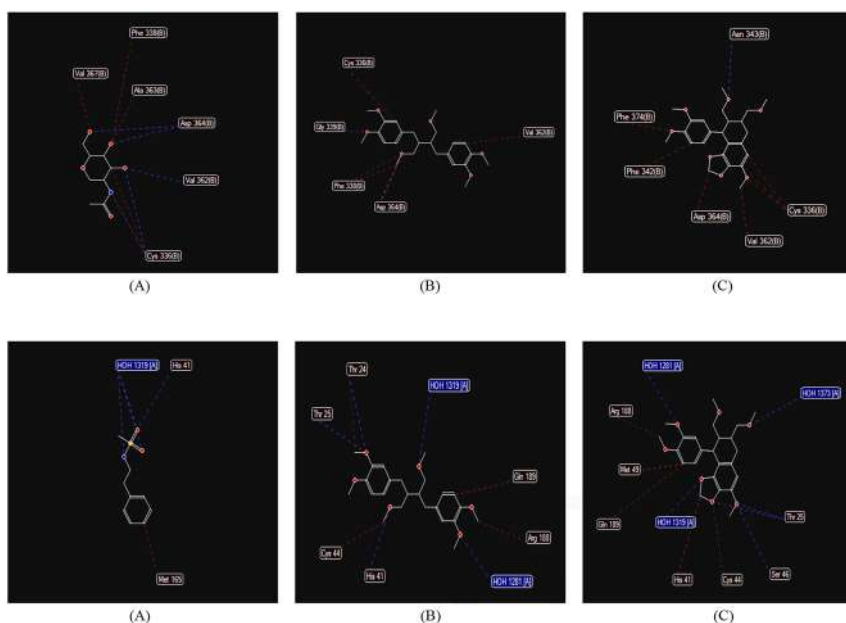 Phe 338(B)
Val 367(B)
Ala 363(B)
Asp 364(B)
Val 362(B)
Cys 336(B)
(A)
Cys 336(B)
Gly 339(B)
Val 362(B)
Phe 338(B)
Asp 364(B)
(B)
Asn 343(B)
Phe 374(B)
Phe 342(B)
Asp 364(B)
Cys 336(B)
Val 362(B)
(C)
HOH 1319 [A]
His 41
Met 165
(A)
Thr 24
HOH 1319 [A]
Thr 25
Gln 189
Arg 188
Cys 44
His 41
HOH 1281 [A]
(B)
HOH 1281 [A]
HOH 1373 [A]
Arg 188
Met 49
Gln 189
HOH 1319 [A]
Thr 25
His 41
Cys 44
Ser 46
(C)